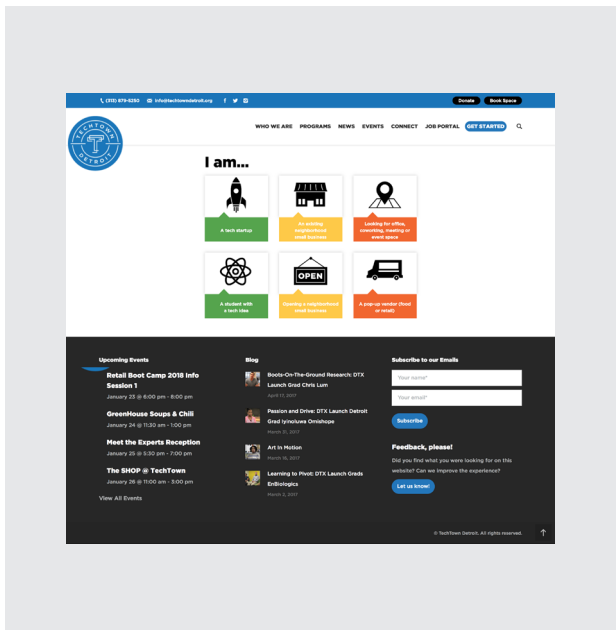 (313) 879-5250 info@techtowndetroit.org
Donate Book Space
TECHTOWN DETROIT
WHO WE ARE PROGRAMS NEWS EVENTS CONNECT JOB PORTAL GET STARTED
I am...
A tech startup
An existing
neighborhood
small business
Looking for office,
coworking, meeting or
event space
OPEN
A student with
a tech idea
Opening a neighborhood
small business
A pop-up vendor (food
or retail)
Upcoming Events
Retail Boot Camp 2018 Info
Session 1
January 23 @ 6:00 pm - 8:00 pm
GreenHouse Soups & Chili
January 24 @ 11:30 am - 1:00 pm
Meet the Experts Reception
January 25 @ 5:30 pm - 7:00 pm
The SHOP @ TechTown
January 26 @ 11:00 am - 3:00 pm
View All Events
Blog
Boots-On-The-Ground Research: DTX
Launch Grad Chris Lum
April 17, 2017
Passion and Drive: DTX Launch Detroit
Grad Iyinoluwa Omishope
March 31, 2017
Art in Motion
March 16, 2017
Learning to Pivot: DTX Launch Grads
EnBiologics
March 2, 2017
Subscribe to our Emails
Your name*
Your email*
Subscribe
Feedback, please!
Did you find what you were looking for on this
website? Can we improve the experience?
Let us know!
© TechTown Detroit. All rights reserved.